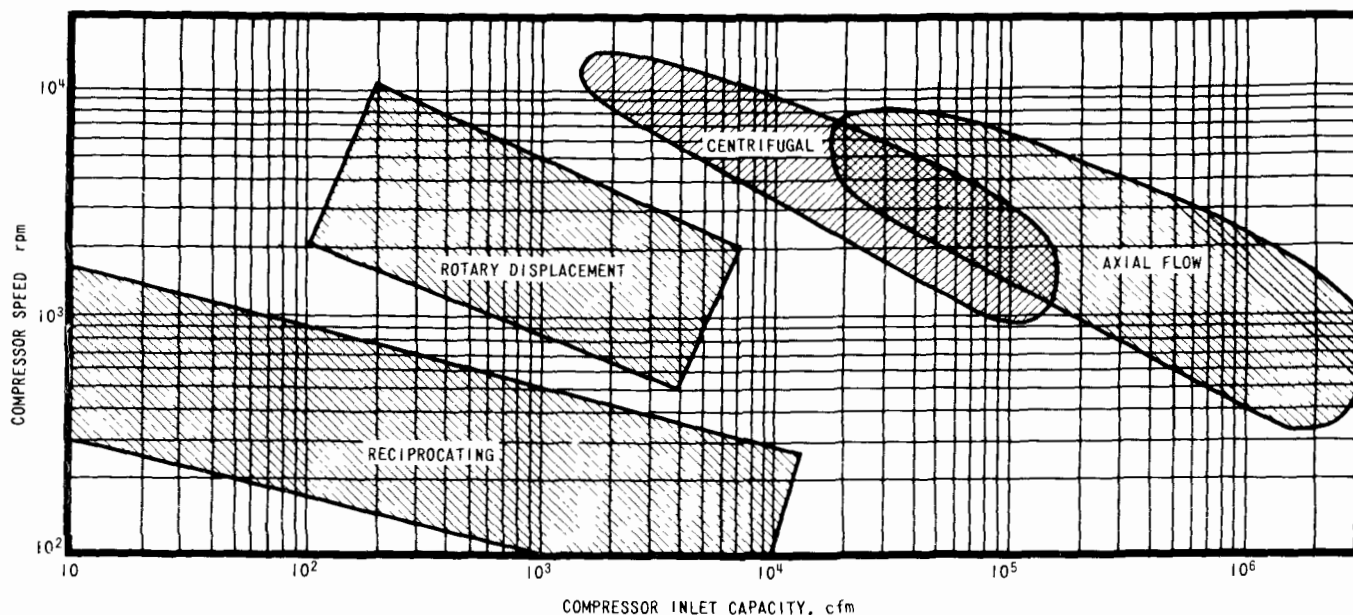 COMPRESSOR SPEED rpm
10⁴
10³
10²
CENTRIFUGAL
ROTARY DISPLACEMENT
AXIAL FLOW
RECIPROCATING
10
10²
10³
10⁴
10⁵
10⁶
COMPRESSOR INLET CAPACITY, cfm